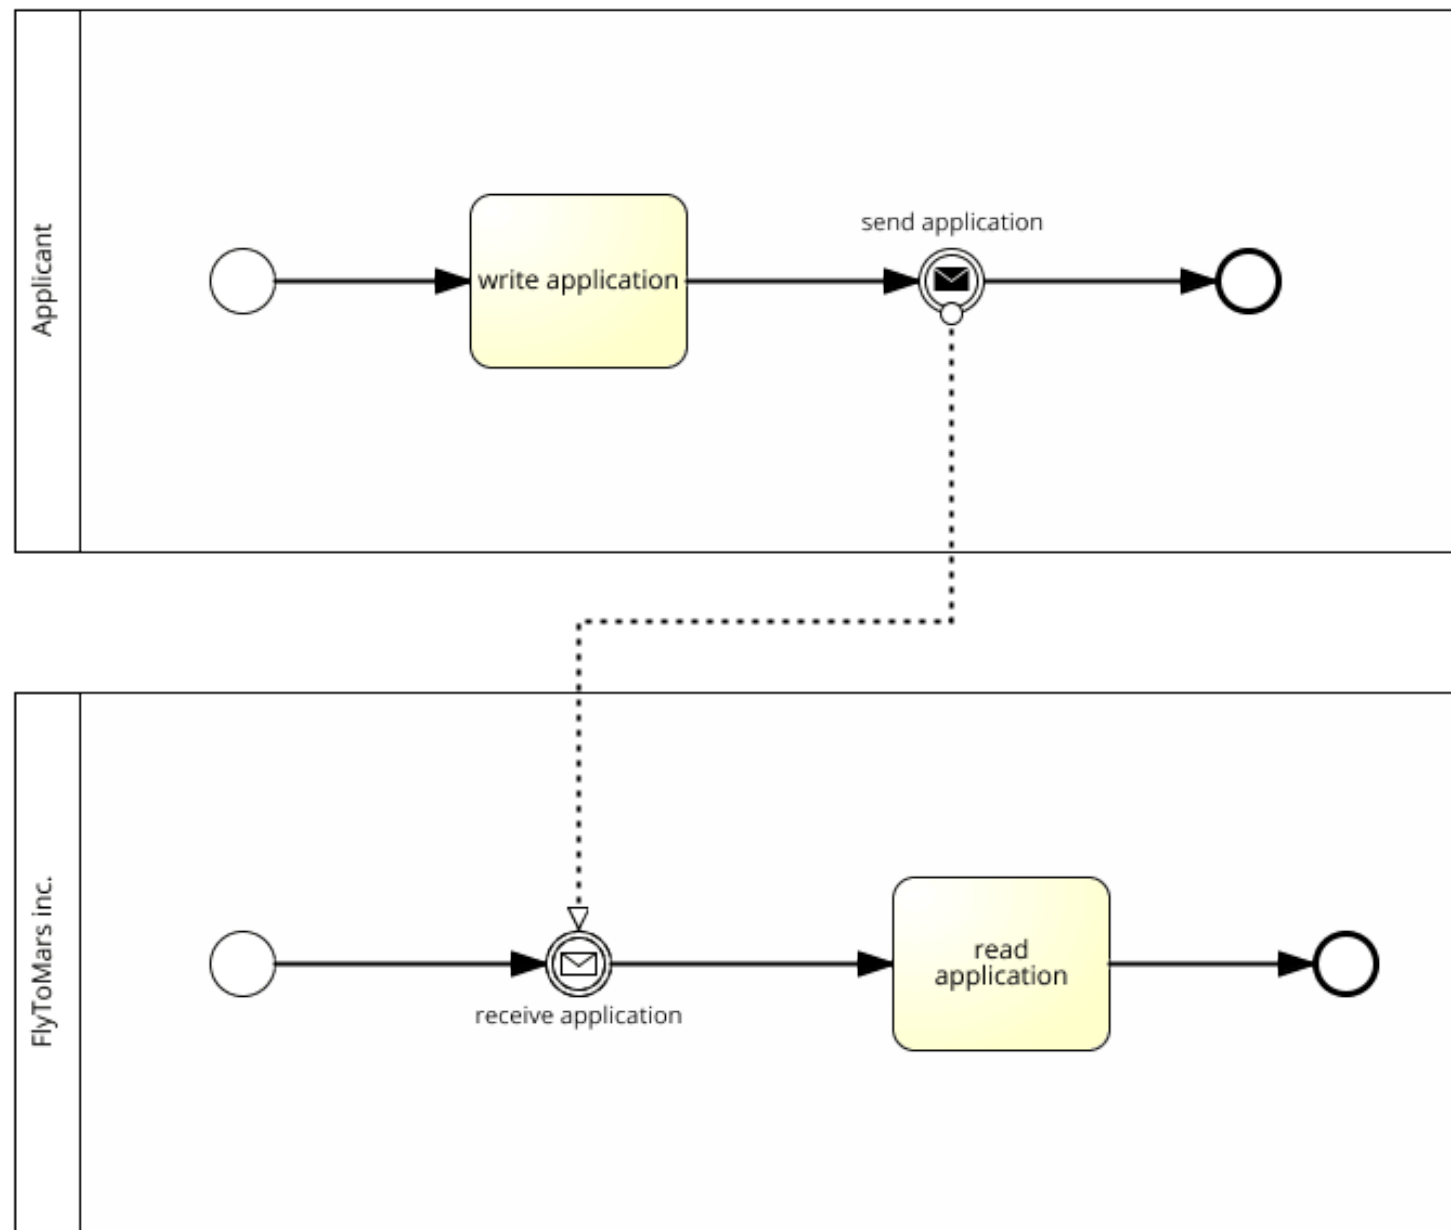 Applicant
write application
send application
FlyToMars inc.
receive application
read
application